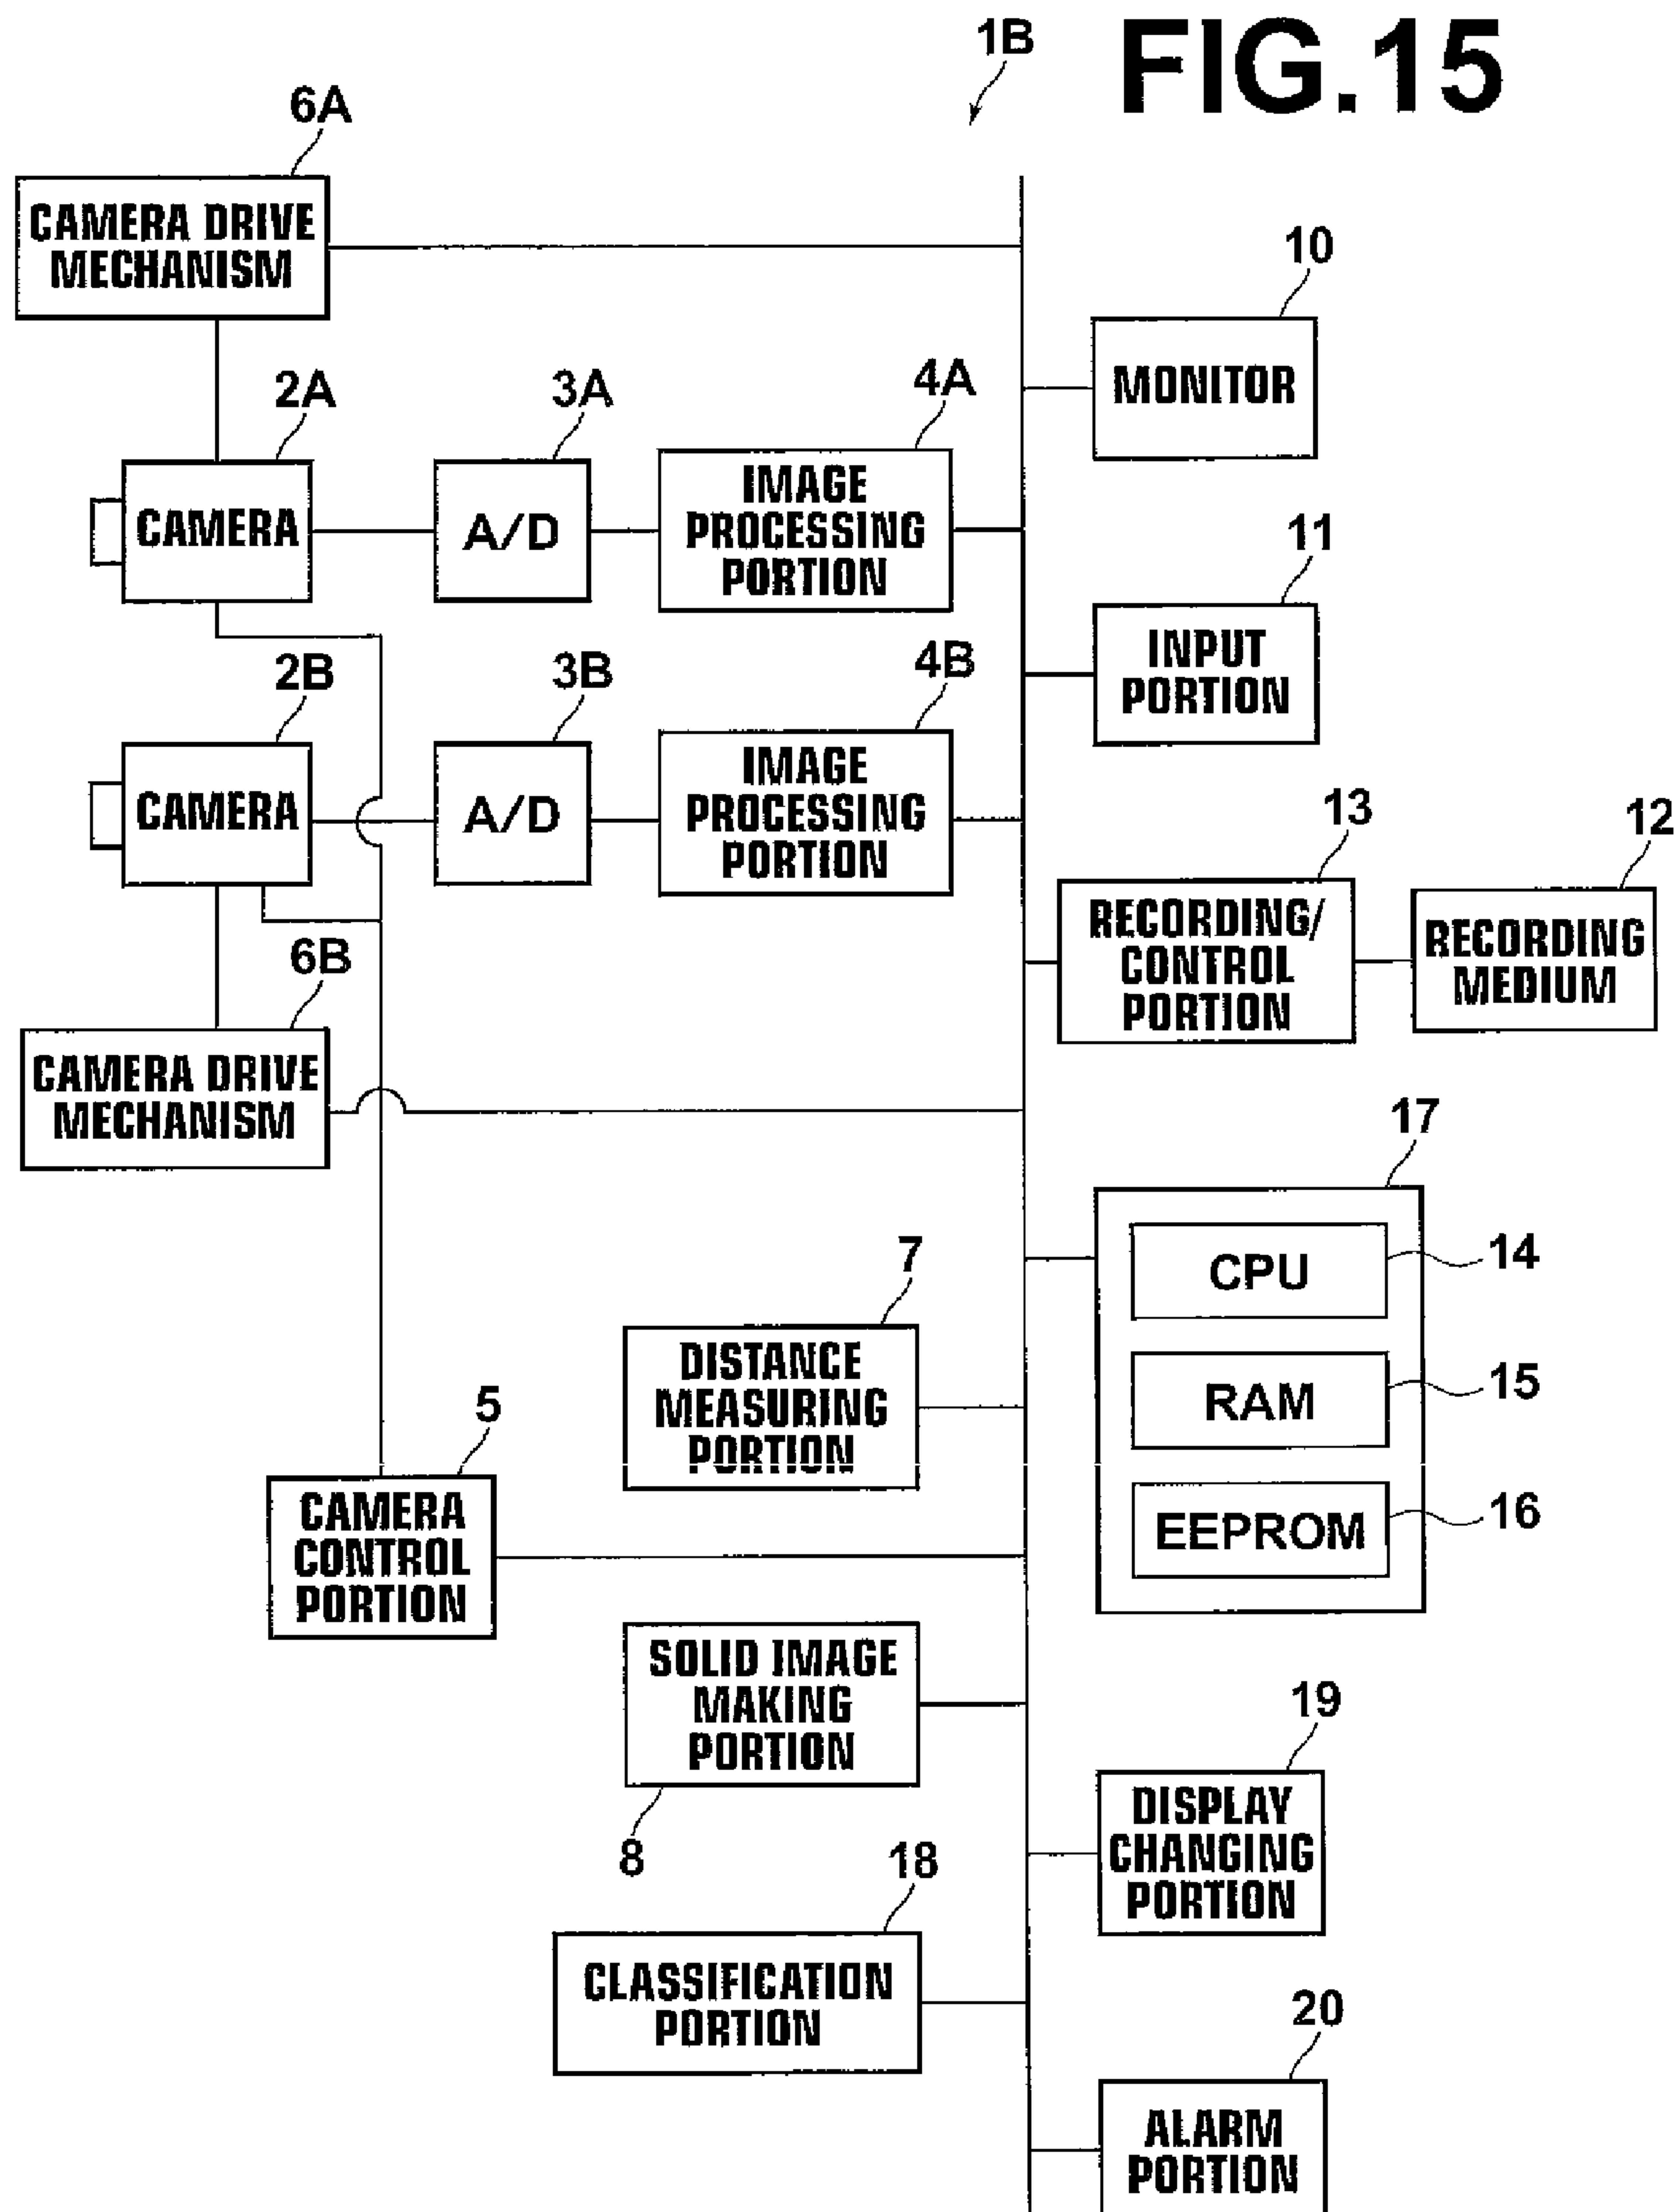 1B
FIG.15
6A
CAMERA DRIVE
MECHANISM
10
MONITOR
2A
CAMERA
3A
A/D
4A
IMAGE
PROCESSING
PORTION
11
INPUT
PORTION
2B
CAMERA
3B
A/D
4B
IMAGE
PROCESSING
PORTION
13
RECORDING/
CONTROL
PORTION
12
RECORDING
MEDIUM
6B
CAMERA DRIVE
MECHANISM
17
CPU
14
RAM
15
EEPROM
16
7
DISTANCE
MEASURING
PORTION
5
CAMERA
CONTROL
PORTION
SOLID IMAGE
MAKING
PORTION
8
19
DISPLAY
CHANGING
PORTION
18
CLASSIFICATION
PORTION
20
ALARM
PORTION